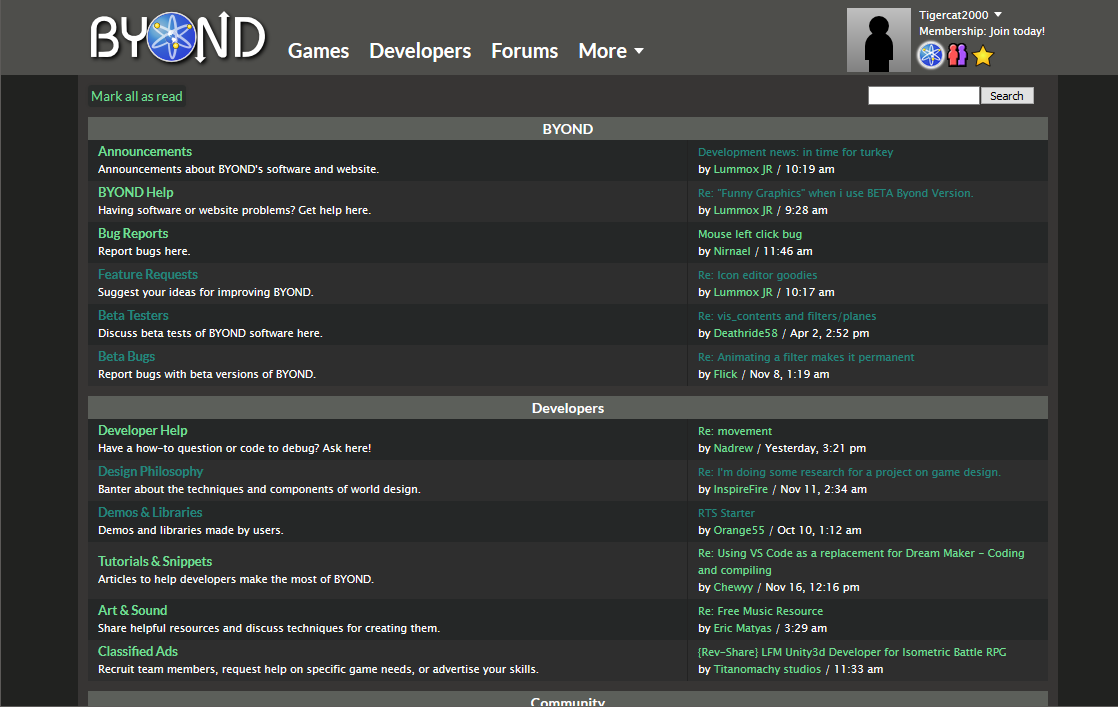 BYOND
Games Developers Forums More
Tigercat2000
Membership: Join today!
Mark all as read
Search
BYOND
Announcements
Announcements about BYOND's software and website.
Development news: in time for turkey
by Lummox JR / 10:19 am
BYOND Help
Having software or website problems? Get help here.
Re: "Funny Graphics" when i use BETA Byond Version.
by Lummox JR / 9:28 am
Bug Reports
Report bugs here.
Mouse left click bug
by Nirnael / 11:46 am
Feature Requests
Suggest your ideas for improving BYOND.
Re: Icon editor goodies
by Lummox JR / 10:17 am
Beta Testers
Discuss beta tests of BYOND software here.
Re: vis_contents and filters/planes
by Deathride58 / Apr 2, 2:52 pm
Beta Bugs
Report bugs with beta versions of BYOND.
Re: Animating a filter makes it permanent
by Flick / Nov 8, 1:19 am
Developers
Developer Help
Have a how-to question or code to debug? Ask here!
Re: movement
by Nadrew / Yesterday, 3:21 pm
Design Philosophy
Banter about the techniques and components of world design.
Re: I'm doing some research for a project on game design.
by InspireFire / Nov 11, 2:34 am
Demos & Libraries
Demos and libraries made by users.
RTS Starter
by Orange55 / Oct 10, 1:12 am
Tutorials & Snippets
Articles to help developers make the most of BYOND.
Re: Using VS Code as a replacement for Dream Maker - Coding
and compiling
by Chewyy / Nov 16, 12:16 pm
Art & Sound
Share helpful resources and discuss techniques for creating them.
Re: Free Music Resource
by Eric Matyas / 3:29 am
Classified Ads
Recruit team members, request help on specific game needs, or advertise your skills.
{Rev-Share} LFM Unity3d Developer for Isometric Battle RPG
by Titanomachy studios / 11:33 am
Community